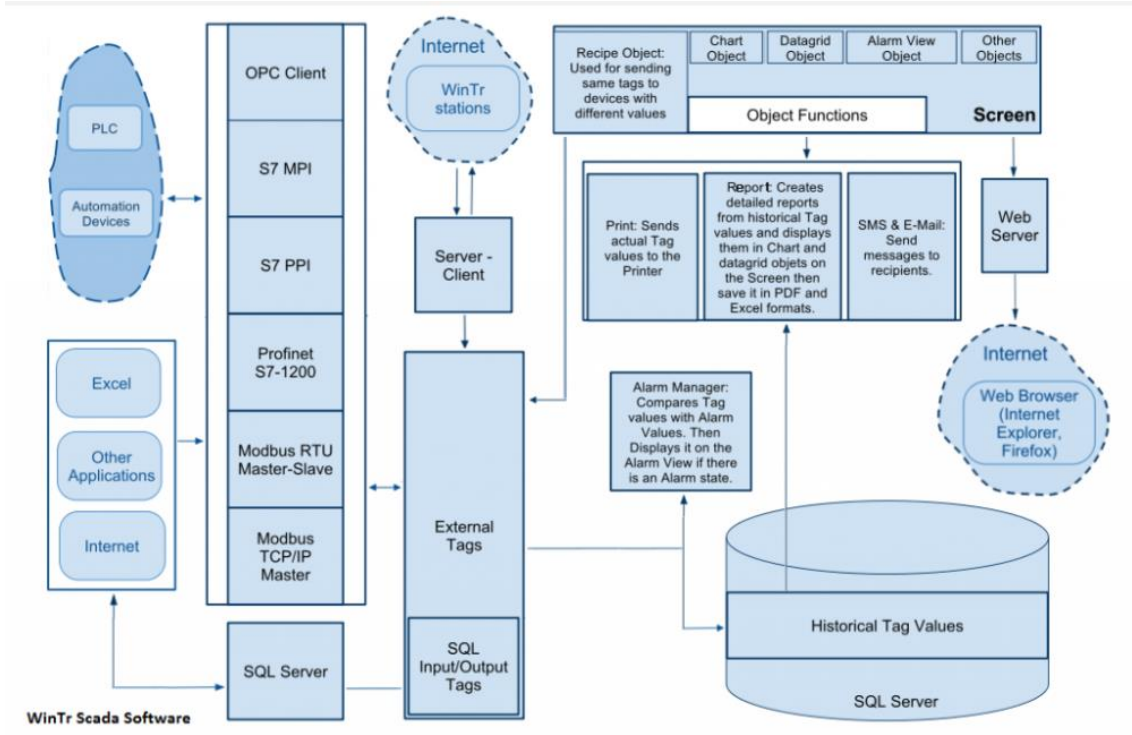 PLC
Automation
Devices
OPC Client
S7 MPI
S7 PPI
Profinet
S7-1200
Modbus RTU
Master-Slave
Modbus
TCP/IP
Master
Excel
Other
Applications
Internet
SQL Server
WinTr Scada Software
Internet
WinTr
stations
Server -
Client
External
Tags
SQL
Input/Output
Tags
Recipe Object:
Used for sending
same tags to
devices with
different values
Chart
Object
Datagrid
Object
Alarm View
Object
Other
Objects
Object Functions
Screen
Print: Sends
actual Tag
values to the
Printer
Report: Creates
detailed reports
from historical Tag
values and displays
them in Chart and
datagrid objets on
the Screen then
save it in PDF and
Excel formats.
SMS & E-Mail:
Send
messages to
recipients.
Web
Server
Internet
Web Browser
(Internet
Explorer,
Firefox)
Alarm Manager:
Compares Tag
values with Alarm
Values. Then
Displays it on the
Alarm View if there
is an Alarm state.
Historical Tag Values
SQL Server